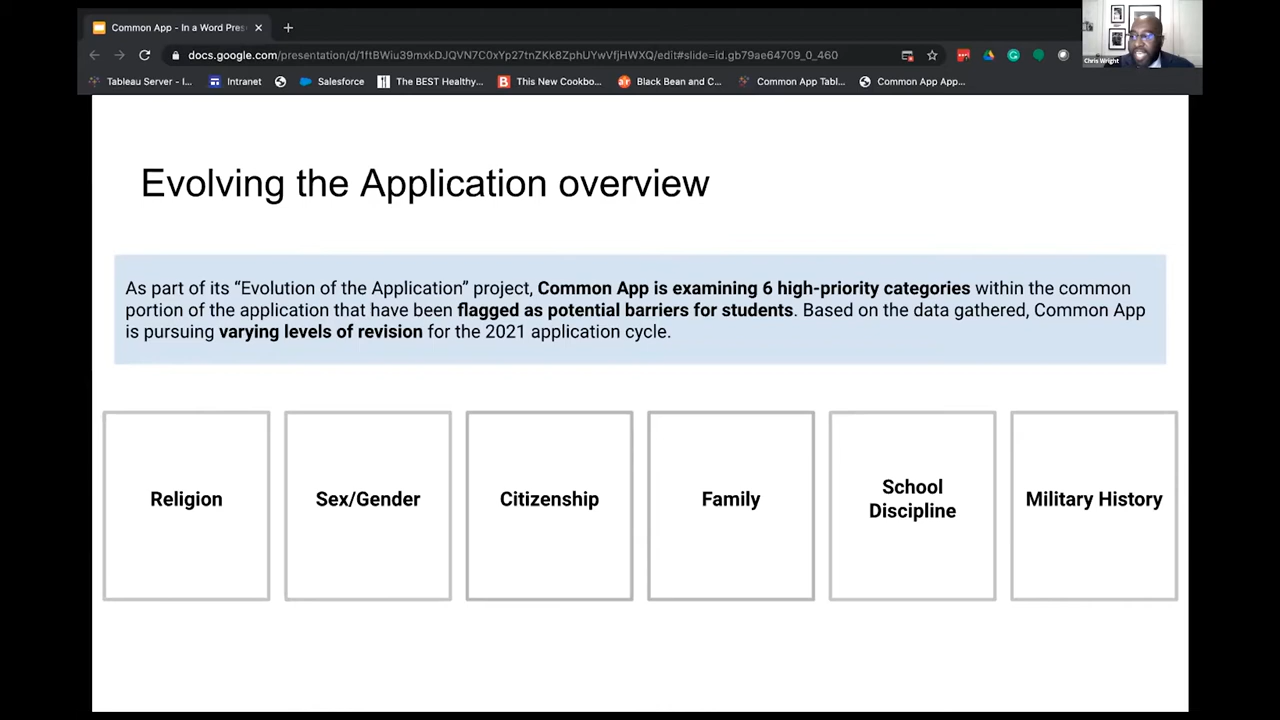 Common App - In a Word Pres
docs.google.com/presentation/d/1ftBWiu39mxkDJQVN7C0xYp27tnZKk8ZphUYwVfjHWXQ/edit#slide=id.gb79ae64709_0_460
Tableau Server - I... Intranet Salesforce The BEST Healthy... This New Cookbo... Black Bean and C... Common App Tabl... Common App App...
Chris Wright
Evolving the Application overview
As part of its “Evolution of the Application” project, Common App is examining 6 high-priority categories within the common
portion of the application that have been flagged as potential barriers for students. Based on the data gathered, Common App
is pursuing varying levels of revision for the 2021 application cycle.
Religion
Sex/Gender
Citizenship
Family
School
Discipline
Military History